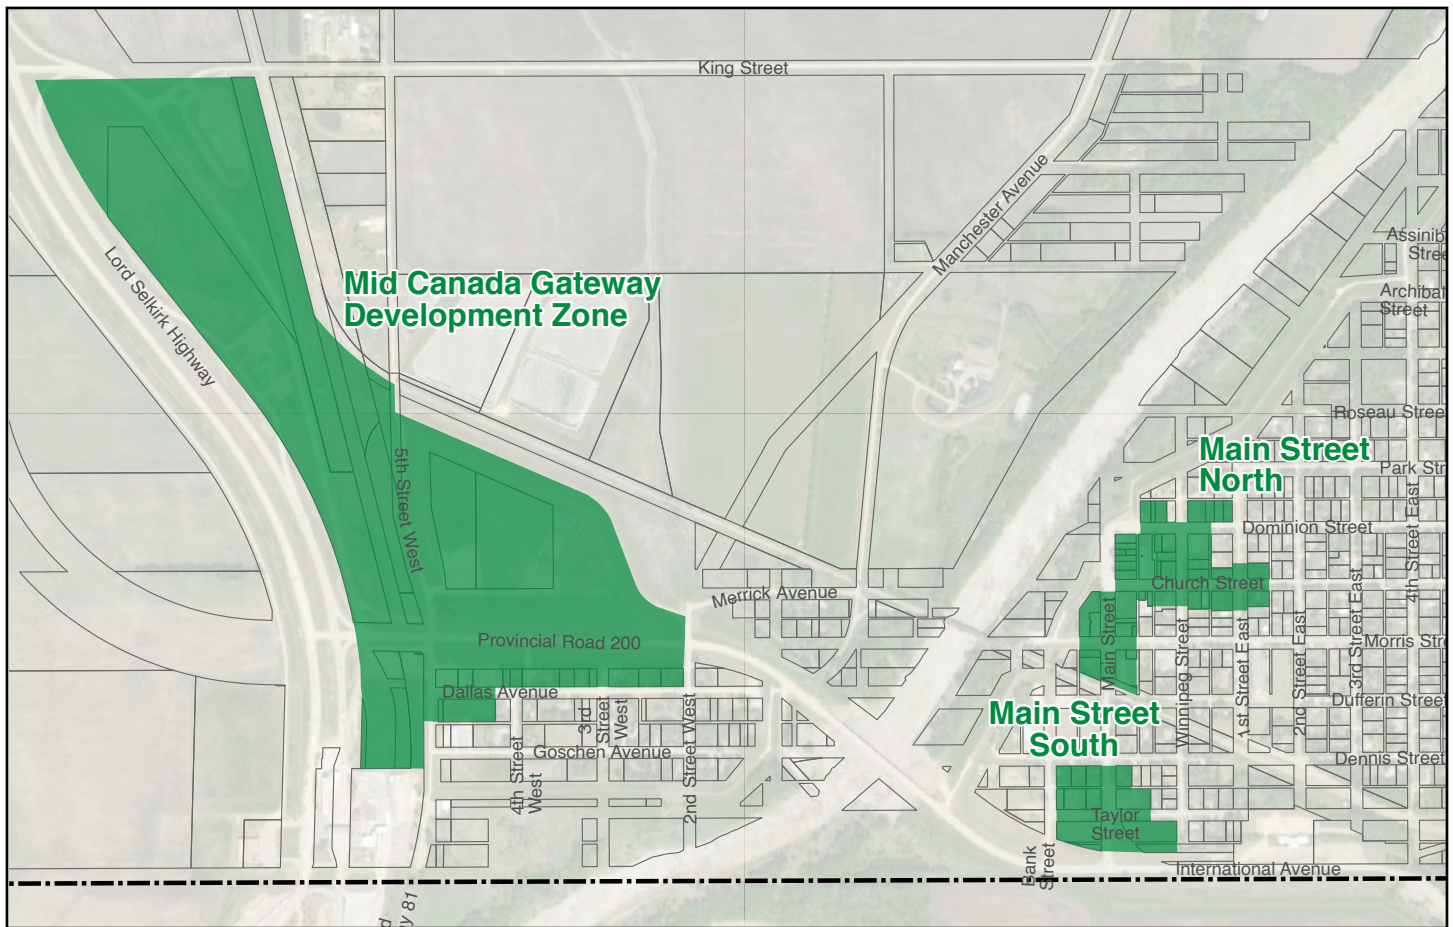 King Street
Manchester Avenue
Assinib
Stree
Lord Selkirk Highway
Mid Canada Gateway
Development Zone
Archibal
Street
Roseau Stree
Main Street
North
Park Str
5th Street West
4th Street East
Dominion Street
Church Street
Merrick Avenue
Main Street
Winnipeg Street
1st Street East
2nd Street East
3rd Street East
Morris Stre
Provincial Road 200
Dallas Avenue
3rd
Street
West
Dufferin Street
Main Street
South
Goschen Avenue
4th Street
West
2nd Street West
Dennis Street
Taylor
Street
Bank
Street
International Avenue
d
y 81